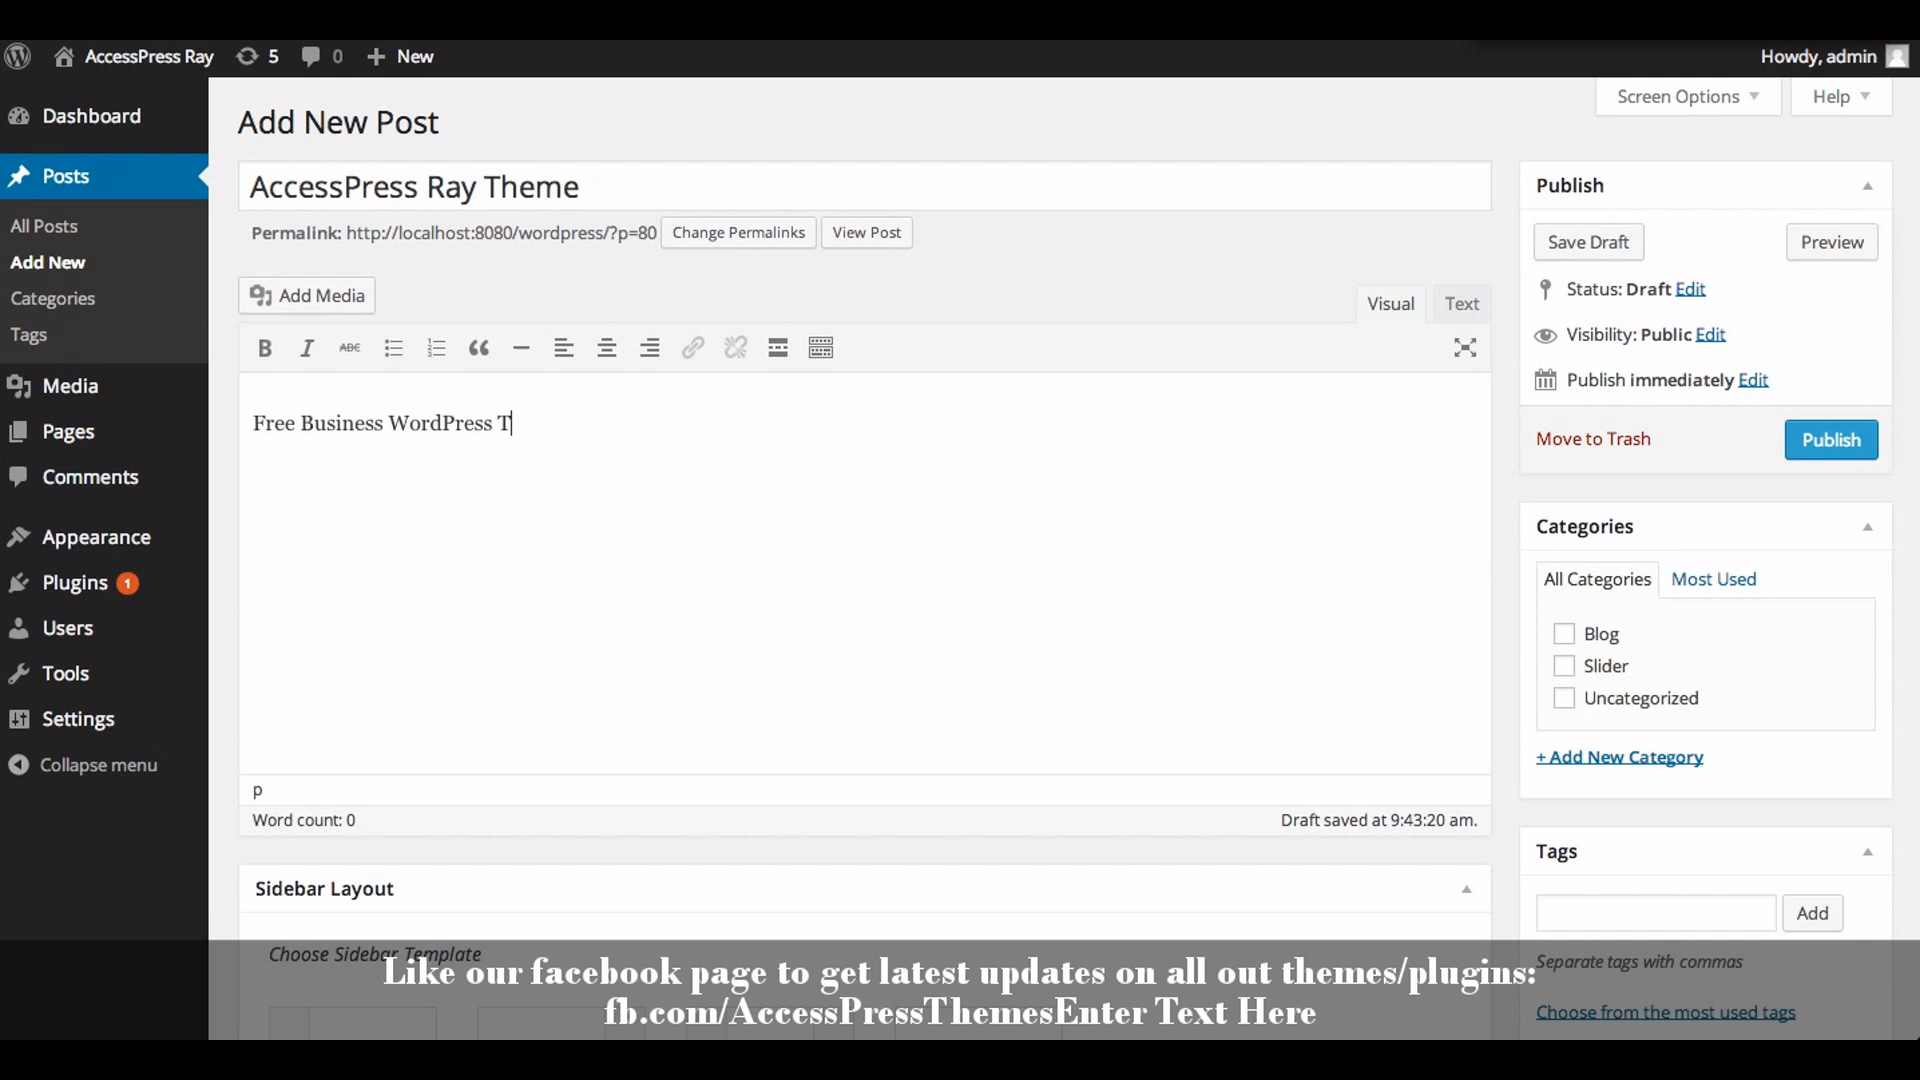 AccessPress Ray 5 0 + New Howdy, admin
Dashboard
Posts
All Posts
Add New
Categories
Tags
Media
Pages
Comments
Appearance
Plugins 1
Users
Tools
Settings
Collapse menu
Screen Options Help
Add New Post
AccessPress Ray Theme
Permalink: http://localhost:8080/wordpress/?p=80 Change Permalinks View Post
Add Media
Visual Text
B I ABC
Free Business WordPress T
p
Word count: 0 Draft saved at 9:43:20 am.
Sidebar Layout
Choose Sidebar Template
Publish
Save Draft Preview
Status: Draft Edit
Visibility: Public Edit
Publish immediately Edit
Move to Trash Publish
Categories
All Categories Most Used
Blog
Slider
Uncategorized
+ Add New Category
Tags
Add
Separate tags with commas
Choose from the most used tags
Like our facebook page to get latest updates on all out themes/plugins:
fb.com/AccessPressThemesEnter Text Here